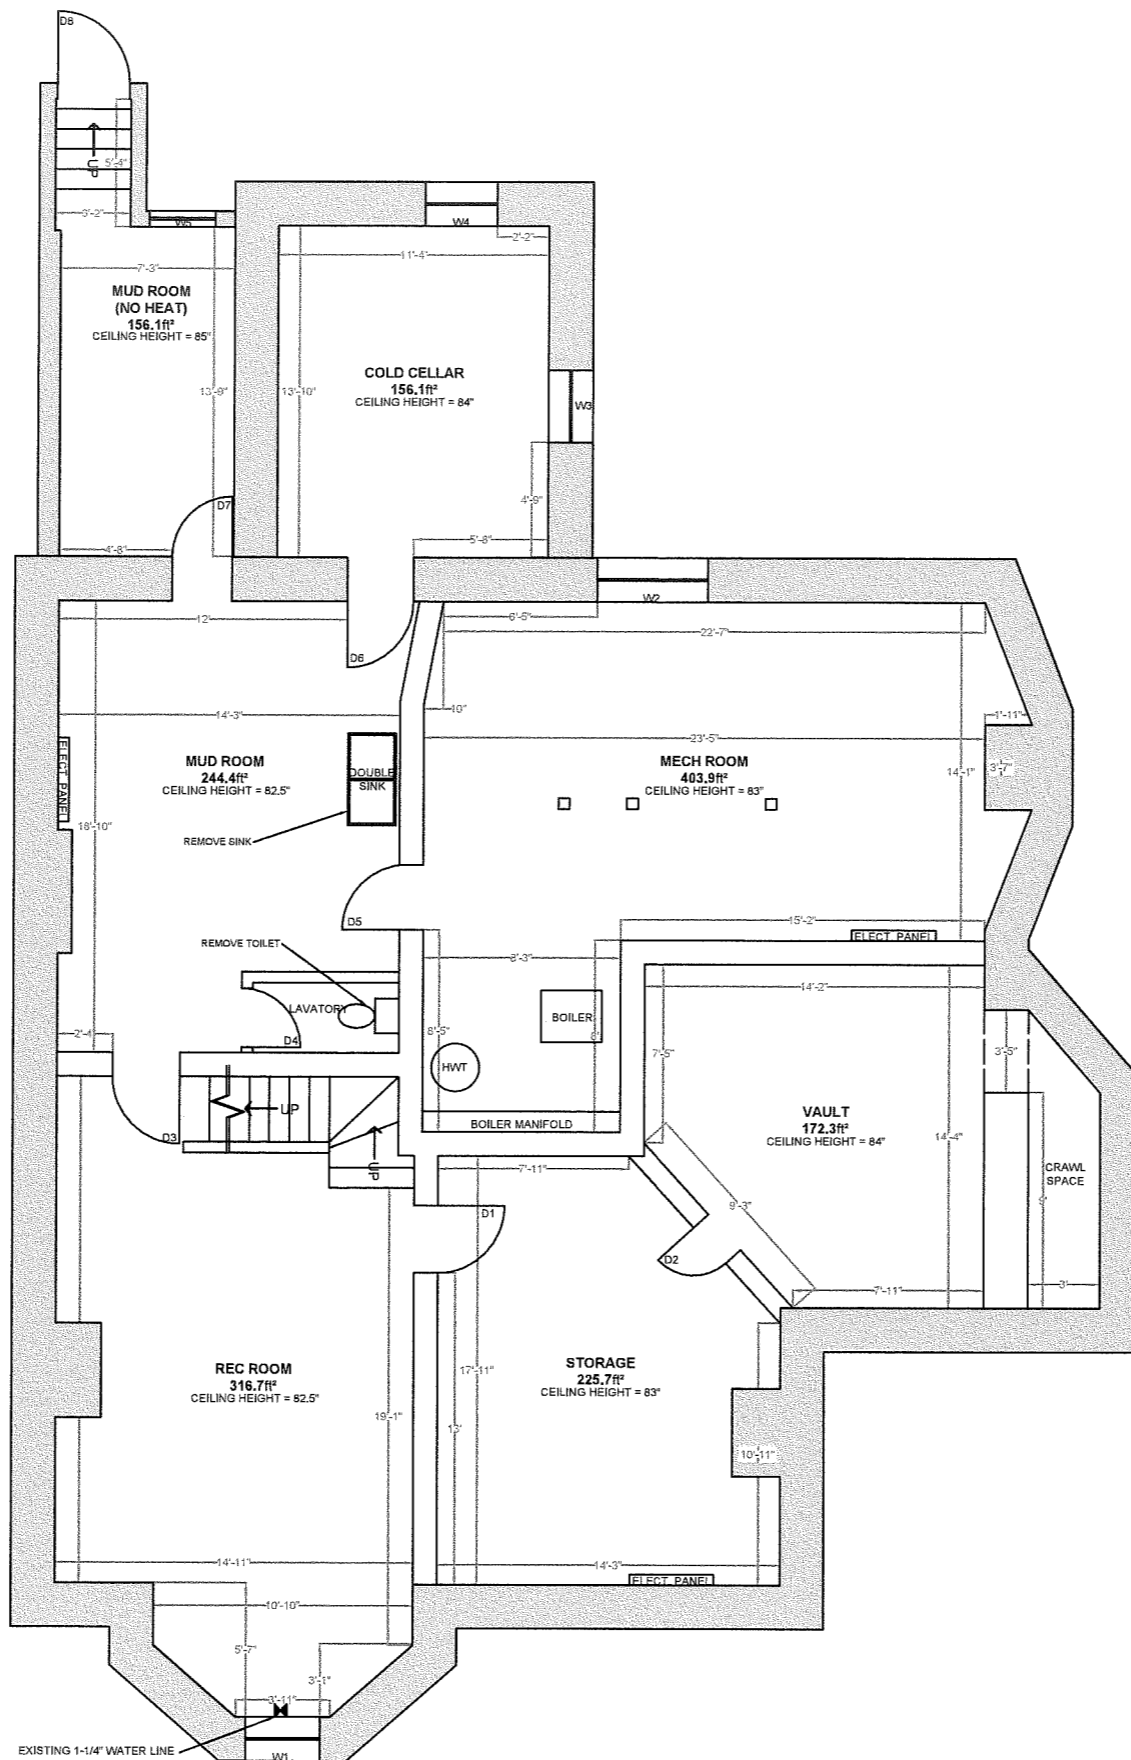 D8
UP
5'-4"
3'-2"
W5
W4
2'-2"
7'-3"
11'-4"
MUD ROOM
(NO HEAT)
156.1ft²
CEILING HEIGHT = 85"
COLD CELLAR
156.1ft²
CEILING HEIGHT = 84"
13'-9"
13'-10"
W3
4'-9"
D7
4'-8"
5'-8"
W2
12'
6'-5"
22'-7"
D6
10"
14'-3"
1'-11"
23'-5"
ELECT. PANEL
MUD ROOM
244.4ft²
CEILING HEIGHT = 82.5"
DOUBLE
SINK
MECH ROOM
403.9ft²
CEILING HEIGHT = 83"
14'-1"
3'-7"
18'-10"
REMOVE SINK
D5
15'-2"
ELECT. PANEL
REMOVE TOILET
8'-3"
14'-2"
LAVATORY
BOILER
2'-4"
D4
8'-5"
8'
7'-5"
3'-5"
HWT
UP
BOILER MANIFOLD
VAULT
172.3ft²
CEILING HEIGHT = 84"
14'-4"
D3
UP
7'-11"
CRAWL
SPACE
9'
9'-3"
D1
D2
7'-11"
3'
REC ROOM
316.7ft²
CEILING HEIGHT = 82.5"
STORAGE
225.7ft²
CEILING HEIGHT = 83"
17'-11"
19'-1"
13'
10'-11"
14'-11"
14'-3"
ELECT. PANEL
10'-10"
5'-7"
3'-1"
3'-11"
EXISTING 1-1/4" WATER LINE
W1